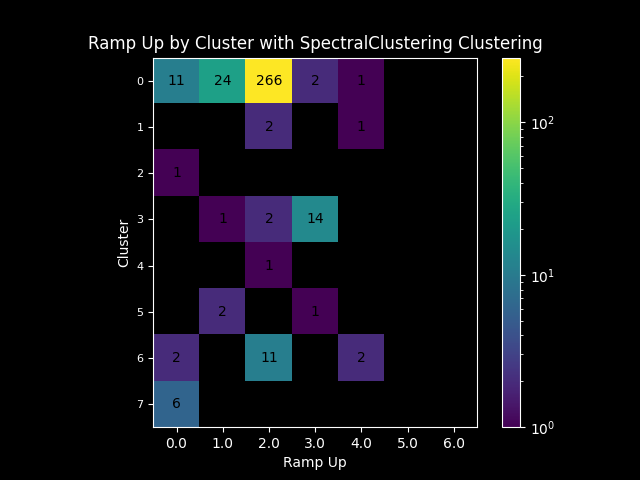 Ramp Up by Cluster with SpectralClustering Clustering
0 11 24 266 2 1
1 2 1
2 1
3 1 2 14
4 1
5 2 1
6 2 11 2
7 6
0.0 1.0 2.0 3.0 4.0 5.0 6.0
Ramp Up
Cluster
10²
10¹
10⁰